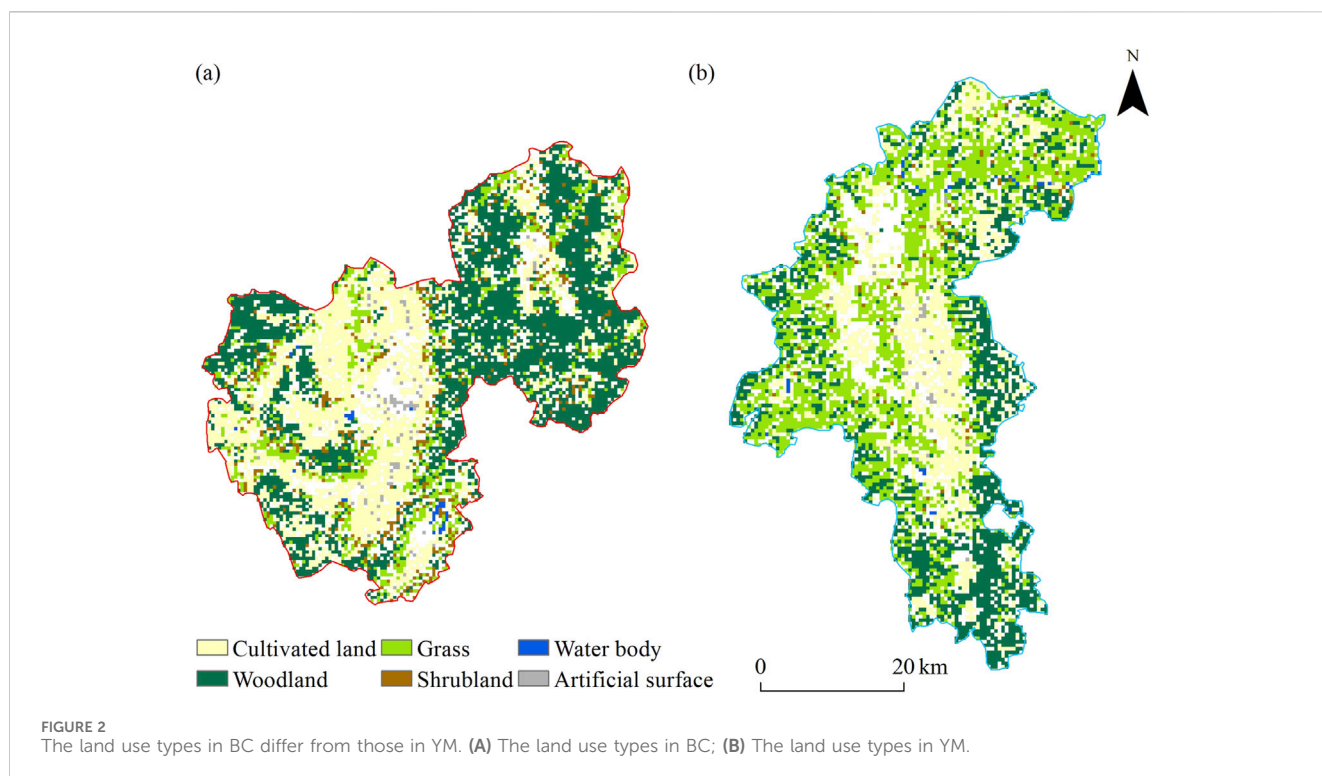 (a)
(b)
N
Cultivated land
Grass
Water body
Woodland
Shrubland
Artificial surface
0
20 km
FIGURE 2
The land use types in BC differ from those in YM. (A) The land use types in BC; (B) The land use types in YM.